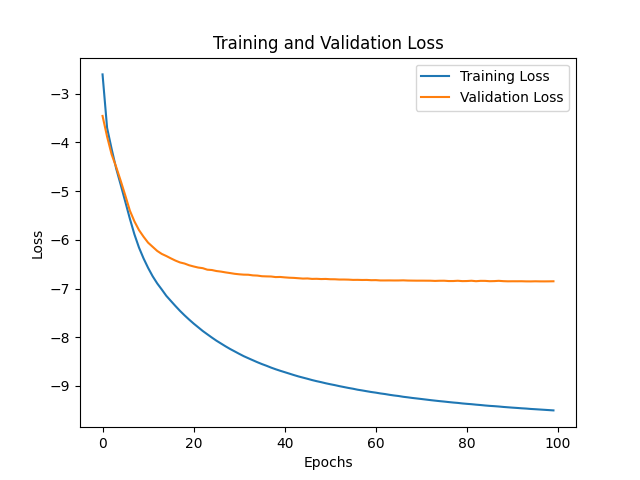 Training and Validation Loss
Training Loss
Validation Loss
−3
−4
−5
−6
−7
−8
−9
Loss
0 20 40 60 80 100
Epochs